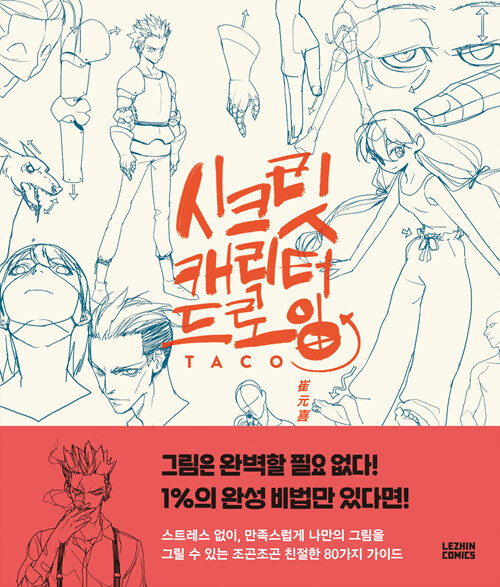 시크릿
캐릭터
드로잉
TACO
崔元喜
그림은 완벽할 필요 없다!
1%의 완성 비법만 있다면!
스트레스 없이, 만족스럽게 나만의 그림을
그릴 수 있는 조곤조곤 친절한 80가지 가이드
LEZHIN
COMICS